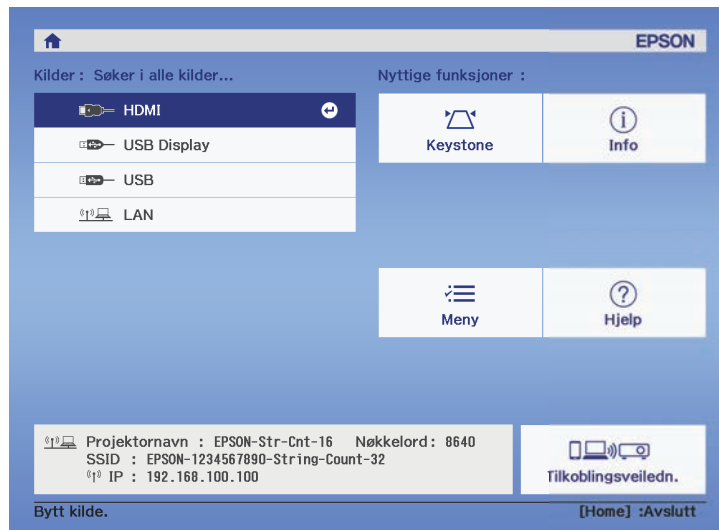 EPSON
Kilder : Søker i alle kilder...
HDMI
USB Display
USB
LAN
Nyttige funksjoner :
Keystone
Info
Meny
Hjelp
Projektornavn : EPSON-Str-Cnt-16 Nøkkelord : 8640
SSID : EPSON-1234567890-String-Count-32
IP : 192.168.100.100
Tilkoblingsveiledn.
Bytt kilde.
[Home] :Avslutt